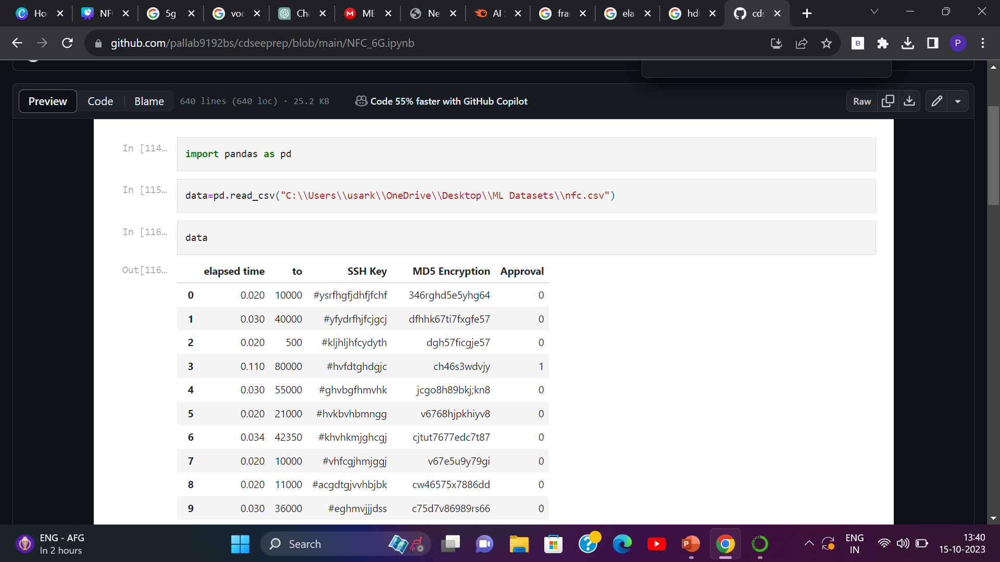 Ho
NF
5g
voc
Cha
ME
Ne
AI
fra
ela
hdf
cds
github.com/pallab9192bs/cdseeprep/blob/main/NFC_6G.ipynb
B
P
Preview Code Blame 640 lines (640 loc) · 25.2 KB Code 55% faster with GitHub Copilot Raw
In [114… import pandas as pd
In [115… data=pd.read_csv("C:\\Users\\usark\\OneDrive\\Desktop\\ML Datasets\\nfc.csv")
In [116… data
Out[116… elapsed time to SSH Key MD5 Encryption Approval
0 0.020 10000 #ysrfhgfjdhfjfchf 346rghd5e5yhg64 0
1 0.030 40000 #yfydrfhjfcjgcj dfhhk67ti7fxgfe57 0
2 0.020 500 #kljhljhfcydyth dgh57ficgje57 0
3 0.110 80000 #hvfdtghdgjc ch46s3wdvjy 1
4 0.030 55000 #ghvbgfhmvhk jcgo8h89bkj;kn8 0
5 0.020 21000 #hvkbvhbmngg v6768hjpkhiyv8 0
6 0.034 42350 #khvhkmjghcgj cjtut7677edc7t87 0
7 0.020 10000 #vhfcgjhmjggj v67e5u9y79gi 0
8 0.020 11000 #acgdtgjvvhbjbk cw46575x7886dd 0
9 0.030 36000 #eghmvjjjdss c75d7v86989rs66 0
ENG - AFG
In 2 hours
Search
ENG
IN
13:40
15-10-2023